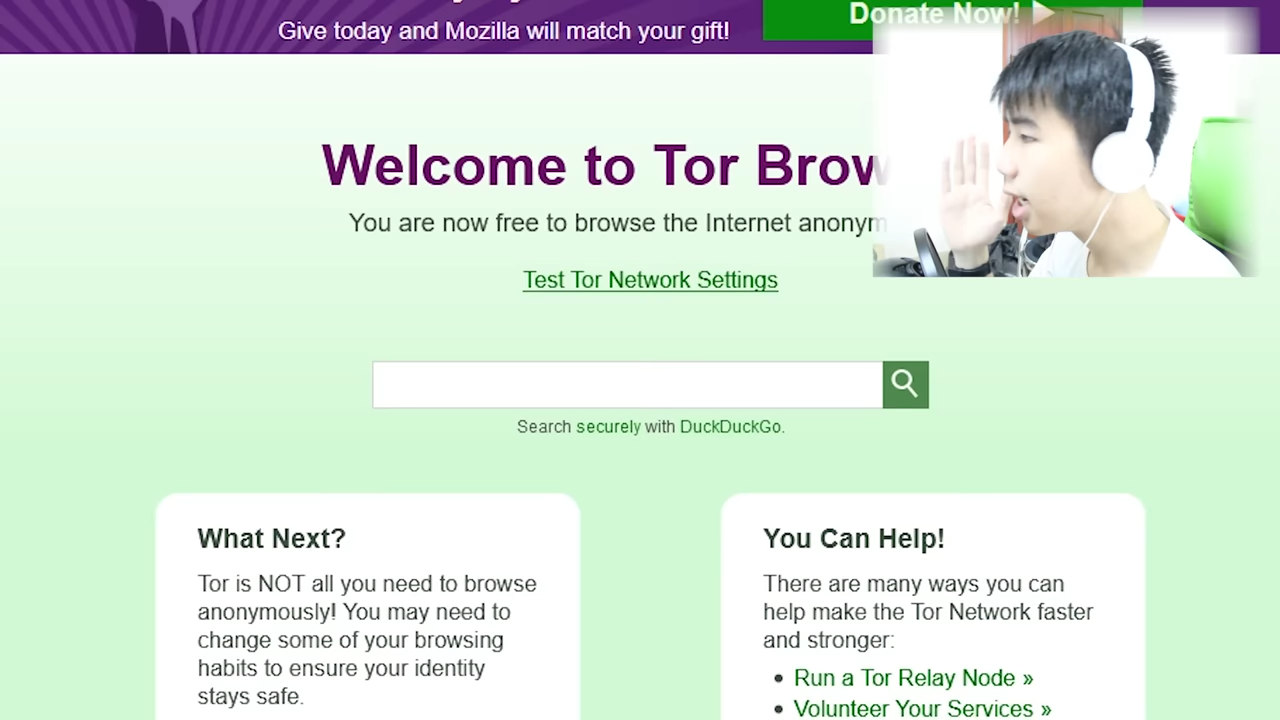 Give today and Mozilla will match your gift!
Donate Now!
Welcome to Tor Brow
You are now free to browse the Internet anonym
Test Tor Network Settings
Search securely with DuckDuckGo.
What Next?
Tor is NOT all you need to browse
anonymously! You may need to
change some of your browsing
habits to ensure your identity
stays safe.
You Can Help!
There are many ways you can
help make the Tor Network faster
and stronger:
• Run a Tor Relay Node »
• Volunteer Your Services »